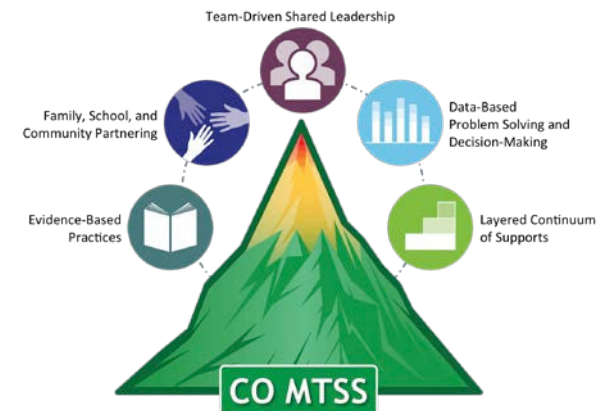 Team-Driven Shared Leadership
Family, School, and
Community Partnering
Data-Based
Problem Solving and
Decision-Making
Evidence-Based
Practices
Layered Continuum
of Supports
CO MTSS